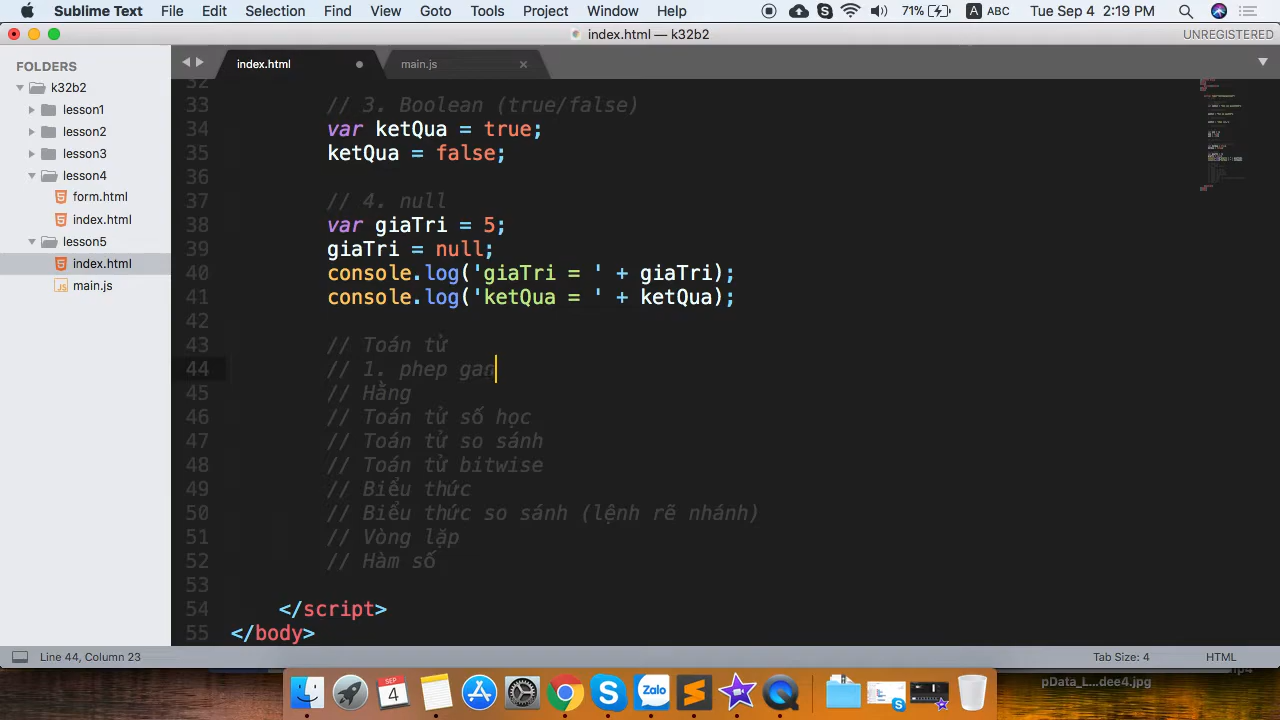 Sublime Text File Edit Selection Find View Goto Tools Project Window Help 71% A ABC Tue Sep 4 2:19 PM
index.html — k32b2 UNREGISTERED
FOLDERS
k32b2
lesson1
lesson2
lesson3
lesson4
form.html
index.html
lesson5
index.html
main.js
index.html main.js
32
33 // 3. Boolean (true/false)
34 var ketQua = true;
35 ketQua = false;
36
37 // 4. null
38 var giaTri = 5;
39 giaTri = null;
40 console.log('giaTri = ' + giaTri);
41 console.log('ketQua = ' + ketQua);
42
43 // Toán tử
44 // 1. phep gan
45 // Hằng
46 // Toán tử số học
47 // Toán tử so sánh
48 // Toán tử bitwise
49 // Biểu thức
50 // Biểu thức so sánh (lệnh rẽ nhánh)
51 // Vòng lặp
52 // Hàm số
53
54 </script>
55 </body>
Line 44, Column 23 Tab Size: 4 HTML
SEP
4
Zalo
pData_L...dee4.jpg